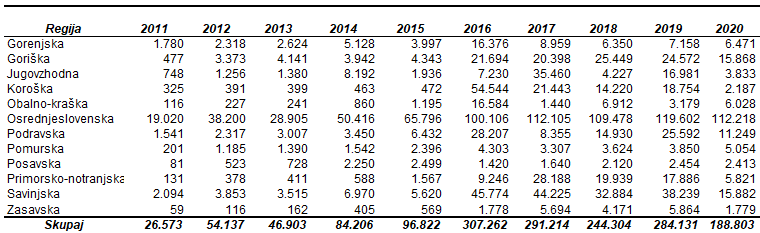 Regija 2011 2012 2013 2014 2015 2016 2017 2018 2019 2020
Gorenjska 1.780 2.318 2.624 5.128 3.997 16.376 8.959 6.350 7.158 6.471
Goriška 477 3.373 4.141 3.942 4.343 21.694 20.398 25.449 24.572 15.868
Jugovzhodna 748 1.256 1.380 8.192 1.936 7.230 35.460 4.227 16.981 3.833
Koroška 325 391 399 463 472 54.544 21.443 14.220 18.754 2.187
Obalno-kraška 116 227 241 860 1.195 16.584 1.440 6.912 3.179 6.028
Osrednjeslovenska 19.020 38.200 28.905 50.416 65.796 100.106 112.105 109.478 119.602 112.218
Podravska 1.541 2.317 3.007 3.450 6.432 28.207 8.355 14.930 25.592 11.249
Pomurska 201 1.185 1.390 1.542 2.396 4.303 3.307 3.624 3.850 5.054
Posavska 81 523 728 2.250 2.499 1.420 1.640 2.120 2.454 2.413
Primorsko-notranjska 131 378 411 588 1.567 9.246 28.188 19.939 17.886 5.821
Savinjska 2.094 3.853 3.515 6.970 5.620 45.774 44.225 32.884 38.239 15.882
Zasavska 59 116 162 405 569 1.778 5.694 4.171 5.864 1.779
Skupaj 26.573 54.137 46.903 84.206 96.822 307.262 291.214 244.304 284.131 188.803